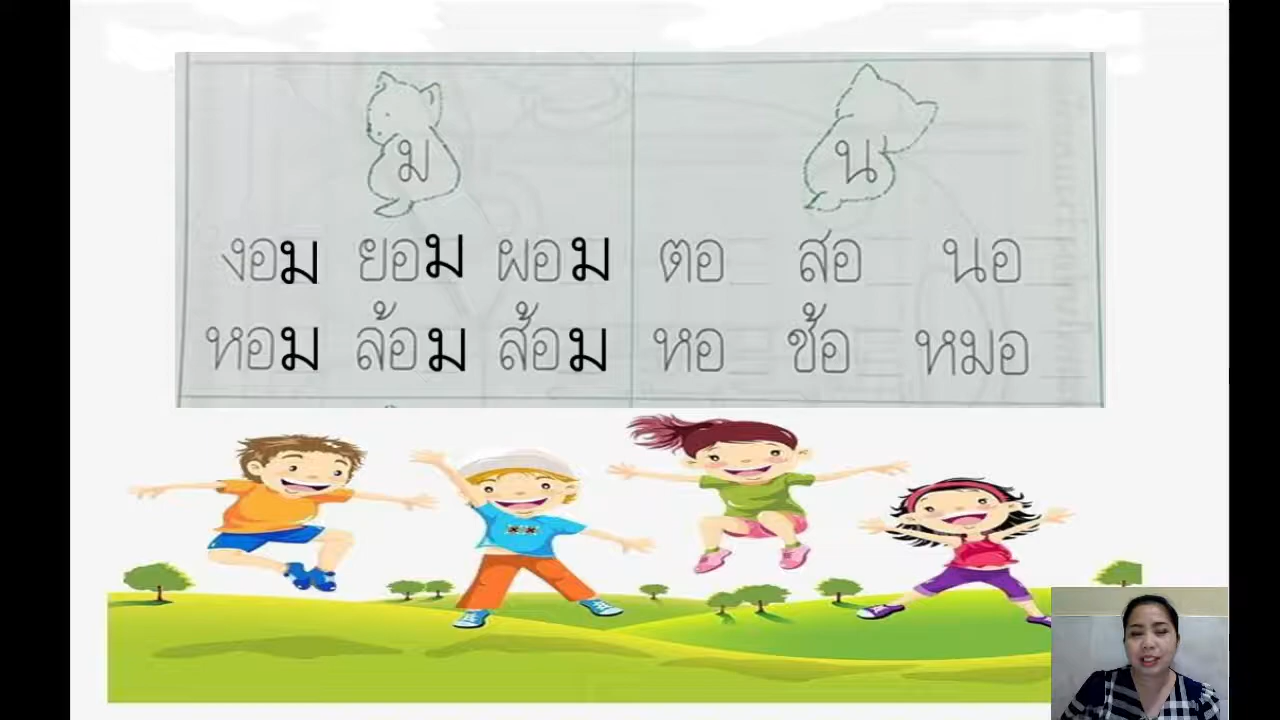 ม น
งอม ยอม ผอม ตอ สอ นอ
หอม ล้อม ส้อม หอ ช้อ หมอ